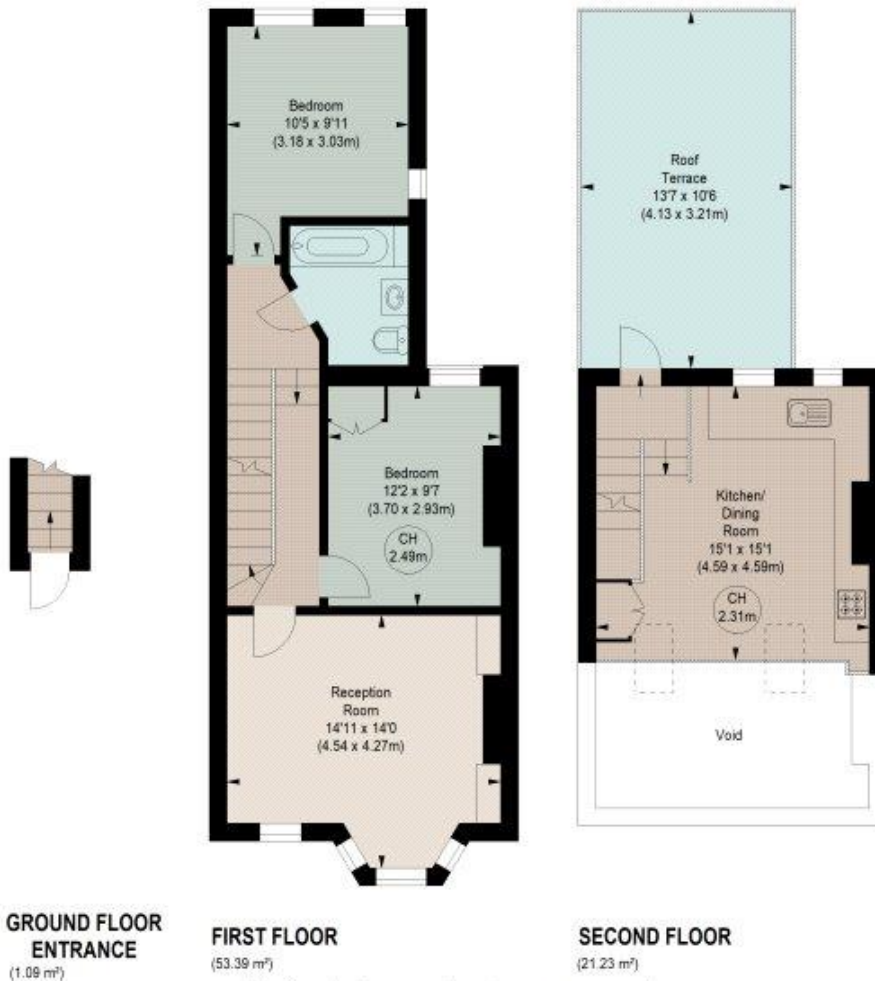 Bedroom
10'5 x 9'11
(3.18 x 3.03m)
Roof
Terrace
13'7 x 10'6
(4.13 x 3.21m)
Bedroom
12'2 x 9'7
(3.70 x 2.93m)
CH
2.49m
Kitchen/
Dining
Room
15'1 x 15'1
(4.59 x 4.59m)
CH
2.31m
Reception
Room
14'11 x 14'0
(4.54 x 4.27m)
Void
GROUND FLOOR
ENTRANCE
(1.09 m²)
FIRST FLOOR
(53.39 m²)
SECOND FLOOR
(21.23 m²)